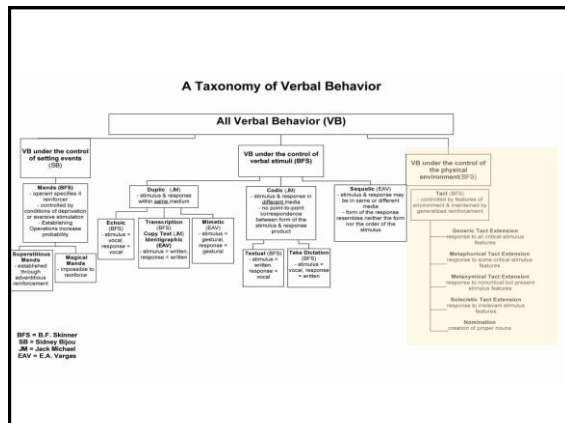 A Taxonomy of Verbal Behavior
All Verbal Behavior (VB)
VB under the control
of setting events
(SB)
Mands (BFS)
- operant specifies it
reinforcer
- controlled by
conditions of deprivation
or aversive stimulation
- Establishing
Operations increase
probability
Superstitious
Mands
- established
through
adventitious
reinforcement
Magical
Mands
- impossible to
reinforce
VB under the control of
verbal stimuli (BFS)
Duplic (JM)
- stimulus & response
within same medium
Echoic
(BFS)
- stimulus =
vocal,
response =
vocal
Transcription
(BFS)
Copy Text (JM)
Identigraphic
(EAV)
- stimulus = written,
response = written
Mimetic
(EAV)
- stimulus =
gestural,
response =
gestural
Codic (JM)
- stimulus & response in
different media
- no point-to-point
correspondence
between form of the
stimulus & response
product
Textual (BFS)
- stimulus =
written,
response =
vocal
Take Dictation
(BFS)
- stimulus =
vocal, response =
written
Sequelic (EAV)
- stimulus & response may
be in same or different
media
- form of the response
resembles neither the form
nor the order of the
stimulus
VB under the control of
the physical
environment(BFS)
Tact (BFS)
- controlled by features of
environment & maintained by
generalized reinforcement
Generic Tact Extension
response to all critical stimulus
features
Metaphorical Tact Extension
response to some critical stimulus
features
Metanymical Tact Extension
response to noncritical but present
stimulus features
Solecistic Tact Extension
response to irrelevant stimulus
features
Nomination
creation of proper nouns
BFS = B.F. Skinner
SB = Sidney Bijou
JM = Jack Michael
EAV = E.A. Vargas